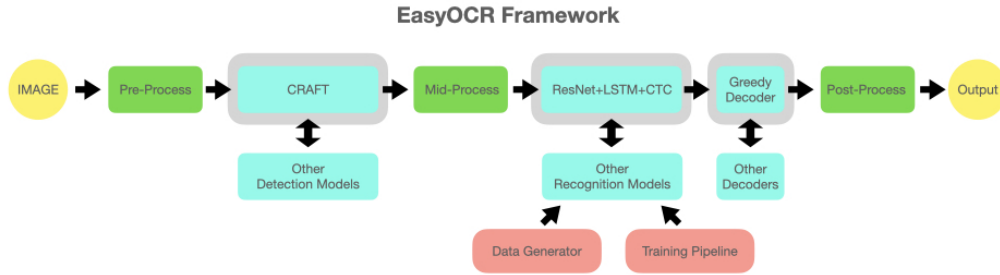 EasyOCR Framework
IMAGE
Pre-Process
CRAFT
Mid-Process
ResNet+LSTM+CTC
Greedy
Decoder
Post-Process
Output
Other
Detection Models
Other
Recognition Models
Other
Decoders
Data Generator
Training Pipeline